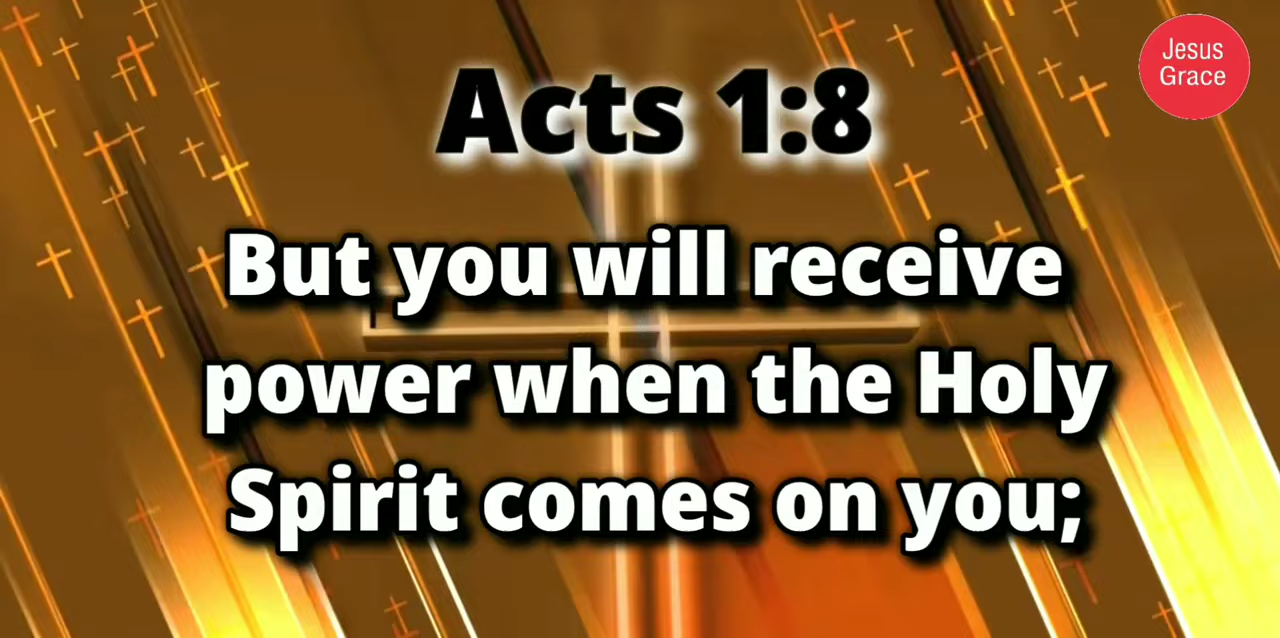 Jesus
Grace
Acts 1:8
But you will receive
power when the Holy
Spirit comes on you;